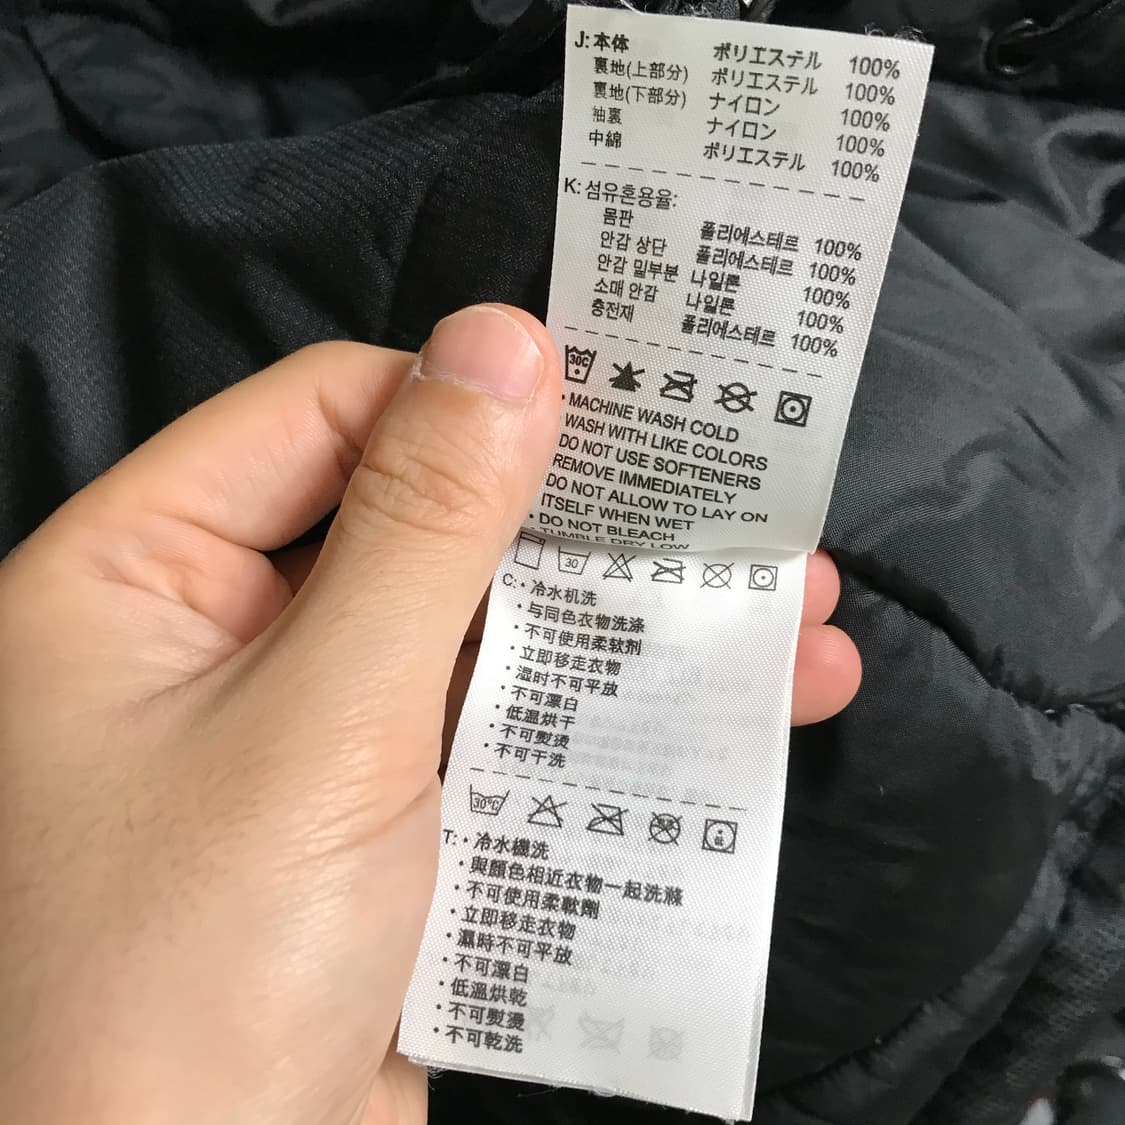 J: 本体 ポリエステル 100%
裏地(上部分) ポリエステル 100%
裏地(下部分) ナイロン 100%
袖裏 ナイロン 100%
中綿 ポリエステル 100%
K: 섬유혼용율:
몸판 폴리에스테르 100%
안감 상단 폴리에스테르 100%
안감 밑부분 나일론 100%
소매 안감 나일론 100%
충전재 폴리에스테르 100%
30C
• MACHINE WASH COLD
WASH WITH LIKE COLORS
DO NOT USE SOFTENERS
REMOVE IMMEDIATELY
DO NOT ALLOW TO LAY ON
ITSELF WHEN WET
• DO NOT BLEACH
TUMBLE DRY LOW
30
C: • 冷水机洗
• 与同色衣物洗涤
• 不可使用柔软剂
• 立即移走衣物
• 湿时不可平放
• 不可漂白
• 低温烘干
• 不可熨烫
• 不可干洗
30°C
T: • 冷水機洗
• 與顏色相近衣物一起洗滌
• 不可使用柔軟劑
• 立即移走衣物
• 濕時不可平放
• 不可漂白
• 低溫烘乾
• 不可熨燙
• 不可乾洗